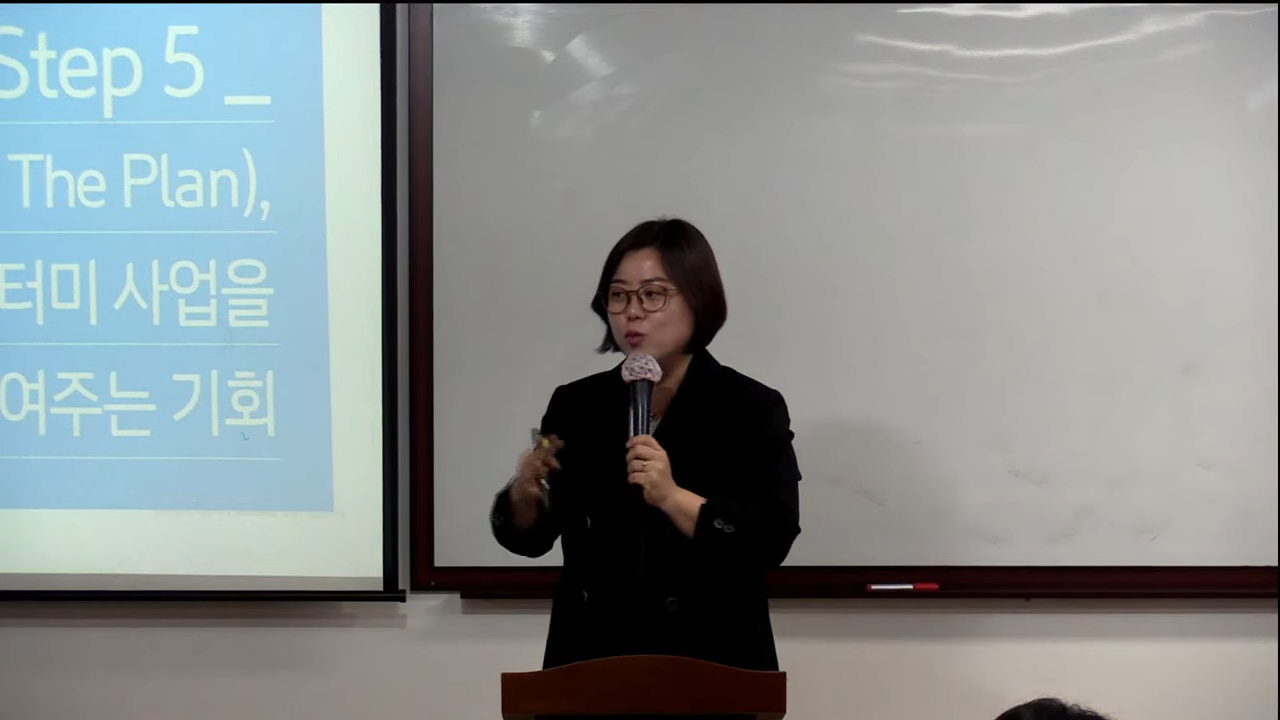 Step 5 _
The Plan),
터미 사업을
여주는 기회